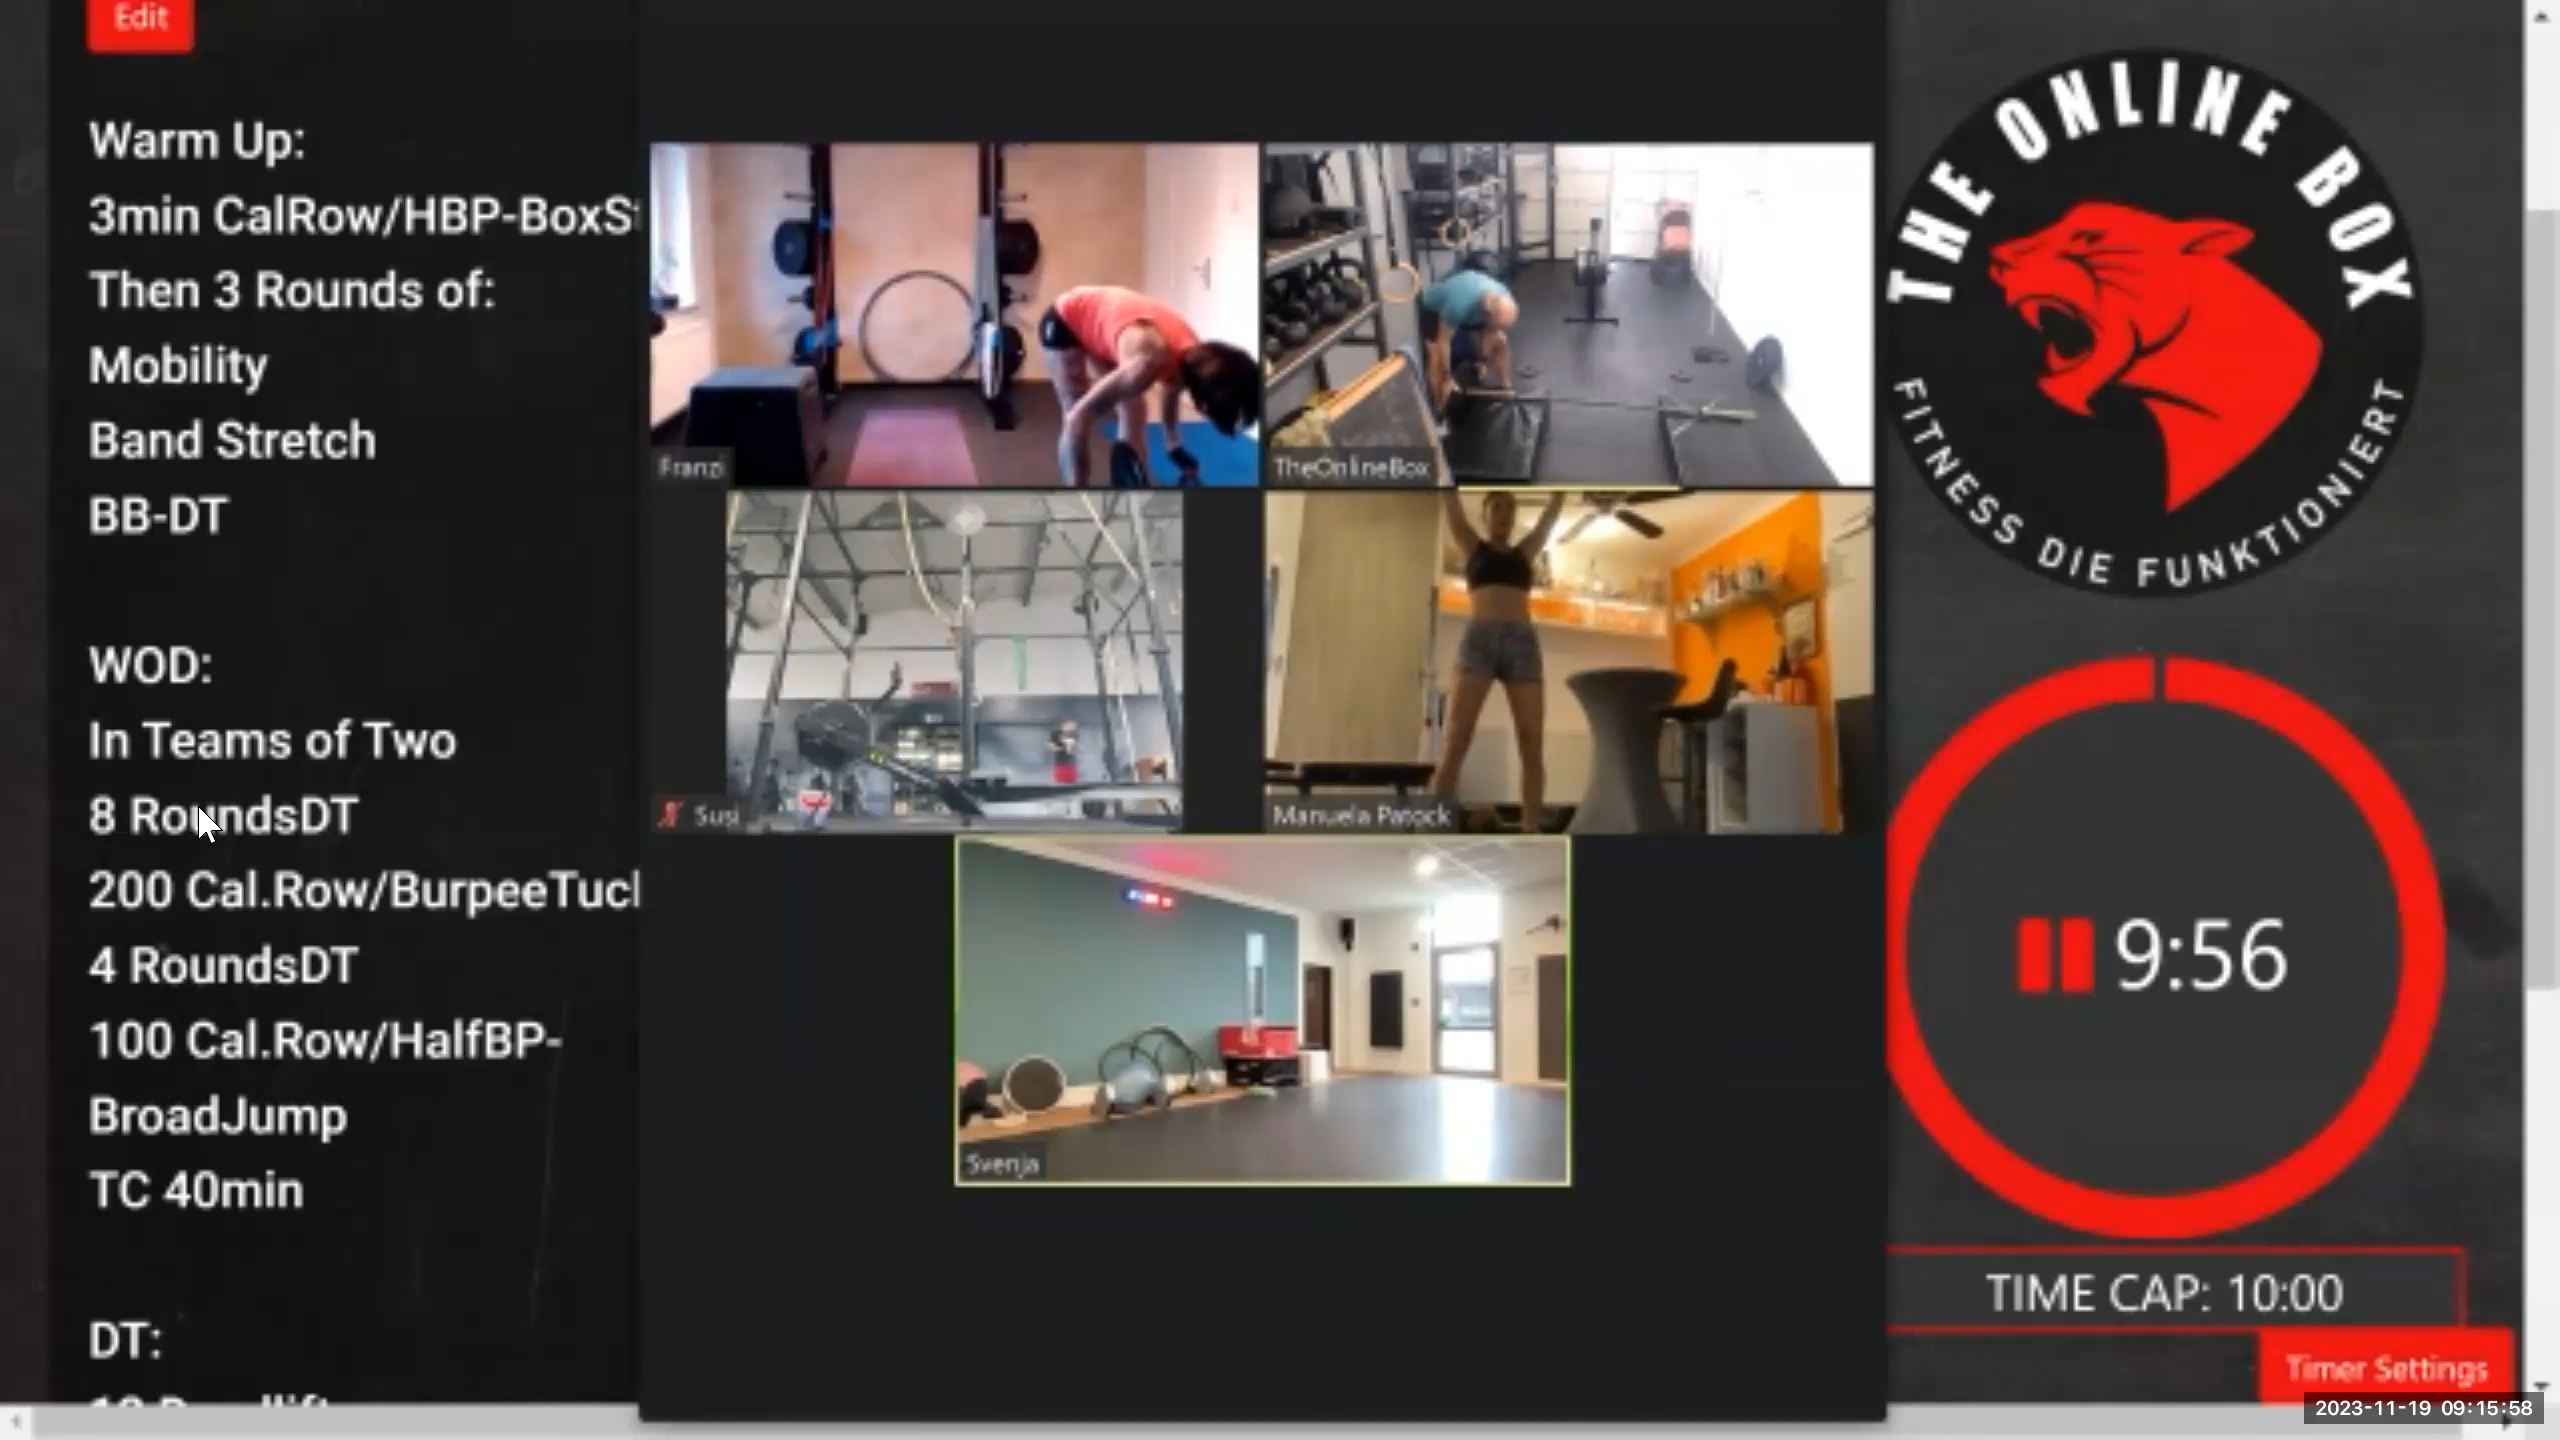 Edit
Warm Up:
3min CalRow/HBP-BoxSt
Then 3 Rounds of:
Mobility
Band Stretch
BB-DT
WOD:
In Teams of Two
8 RoundsDT
200 Cal.Row/BurpeeTuck
4 RoundsDT
100 Cal.Row/HalfBP-
BroadJump
TC 40min
DT:
Franzi
TheOnlineBox
Susi
Manuela Patock
Svenja
THE ONLINE BOX
FITNESS DIE FUNKTIONIERT
9:56
TIME CAP: 10:00
Timer Settings
2023-11-19 09:15:58